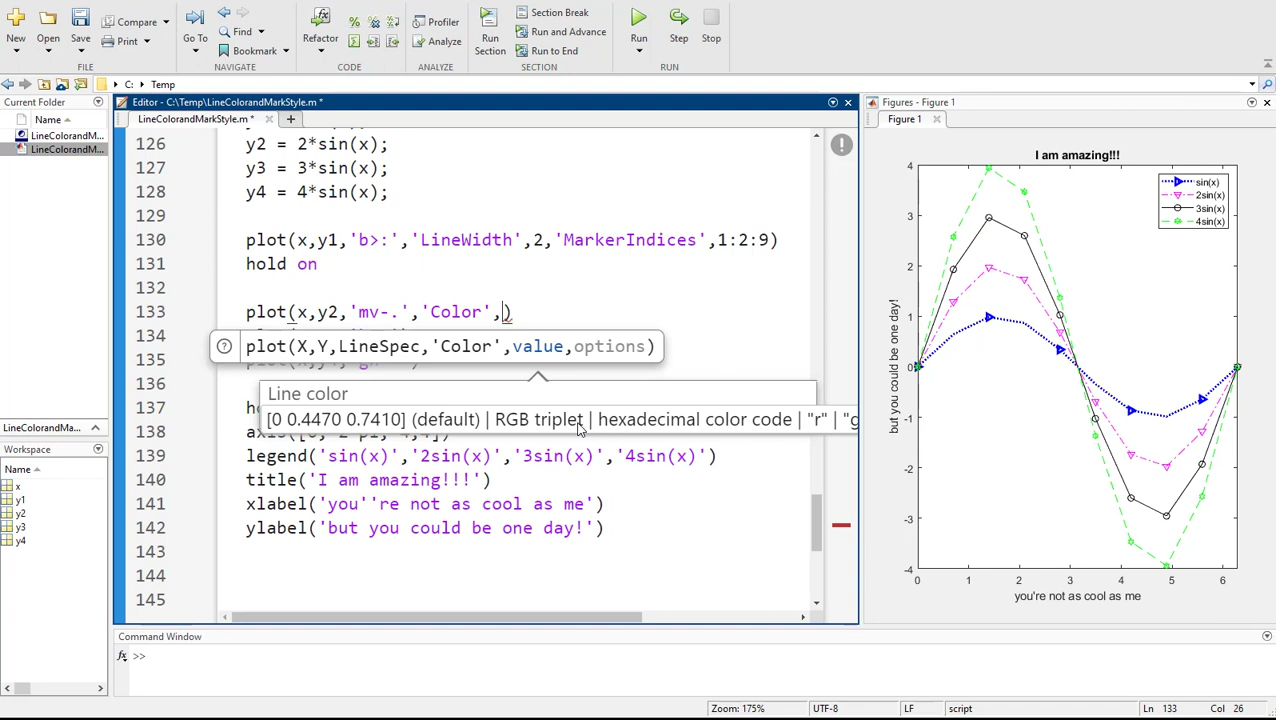 New
Open
Save
Compare
Print
Go To
Find
Bookmark
Refactor
Profiler
Analyze
Run Section
Section Break
Run and Advance
Run to End
Run
Step
Stop
FILE
NAVIGATE
CODE
ANALYZE
SECTION
RUN
C:
Temp
Current Folder
Name
LineColorandM...
LineColorandM...
LineColorandM...
Workspace
Name
x
y1
y2
y3
y4
Editor - C:\Temp\LineColorandMarkStyle.m *
LineColorandMarkStyle.m *
126 y2 = 2*sin(x);
127 y3 = 3*sin(x);
128 y4 = 4*sin(x);
129
130 plot(x,y1,'b>:','LineWidth',2,'MarkerIndices',1:2:9)
131 hold on
132
133 plot(x,y2,'mv-.','Color',)
134
plot(X,Y,LineSpec,'Color',value,options)
135
136
Line color
137
[0 0.4470 0.7410] (default) | RGB triplet | hexadecimal color code | "r" | "g
138
139 legend('sin(x)','2sin(x)','3sin(x)','4sin(x)')
140 title('I am amazing!!!')
141 xlabel('you''re not as cool as me')
142 ylabel('but you could be one day!')
143
144
145
Figures - Figure 1
Figure 1
I am amazing!!!
sin(x)
2sin(x)
3sin(x)
4sin(x)
4
3
2
1
0
-1
-2
-3
-4
but you could be one day!
0 1 2 3 4 5 6
you're not as cool as me
Command Window
fx >>
Zoom: 175%
UTF-8
LF
script
Ln 133
Col 26